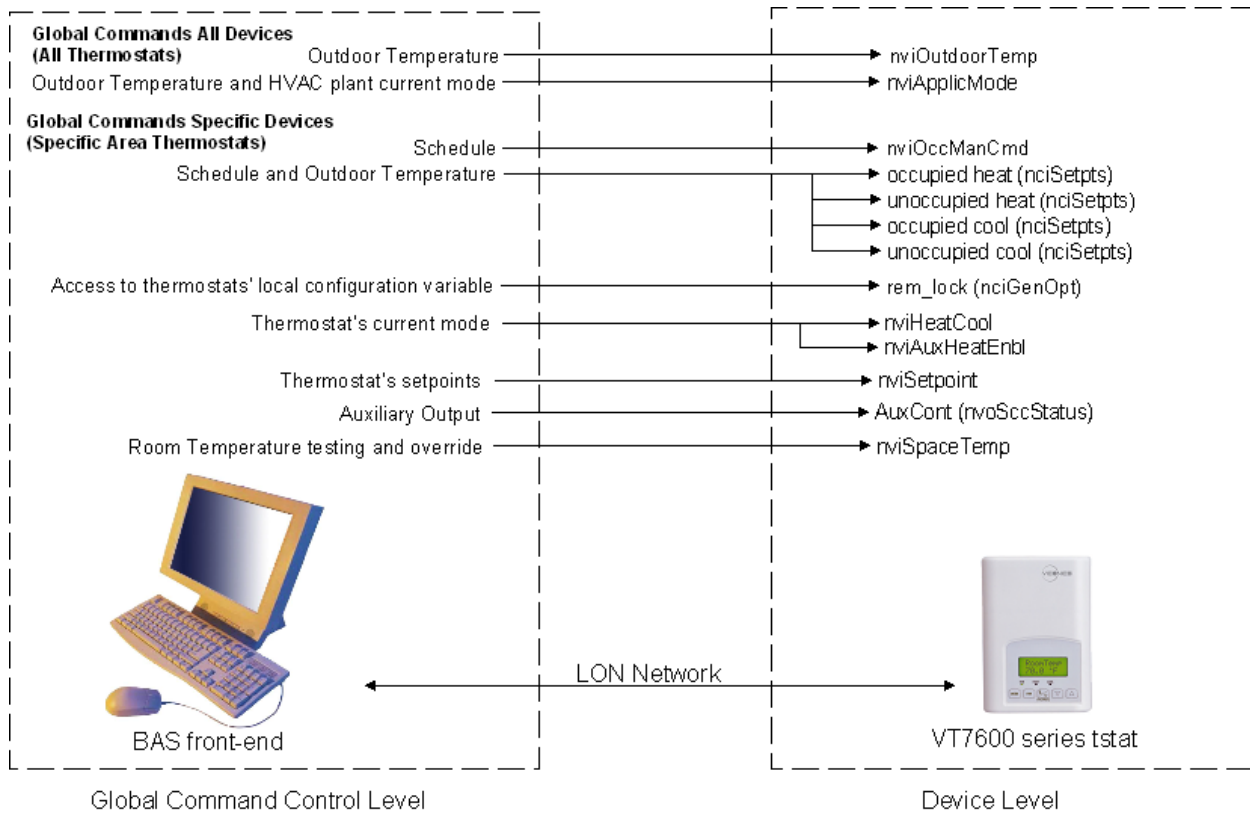 Global Commands All Devices
(All Thermostats)
Outdoor Temperature nviOutdoorTemp
Outdoor Temperature and HVAC plant current mode nviApplicMode
Global Commands Specific Devices
(Specific Area Thermostats)
Schedule nviOccManCmd
Schedule and Outdoor Temperature occupied heat (nciSetpts)
unoccupied heat (nciSetpts)
occupied cool (nciSetpts)
unoccupied cool (nciSetpts)
Access to thermostats' local configuration variable rem_lock (nciGenOpt)
Thermostat's current mode nviHeatCool
nviAuxHeatEnbl
Thermostat's setpoints nviSetpoint
Auxiliary Output AuxCont (nvoSccStatus)
Room Temperature testing and override nviSpaceTemp
VICONICS
RoomTemp
LON Network
BAS front-end VT7600 series tstat
Global Command Control Level Device Level